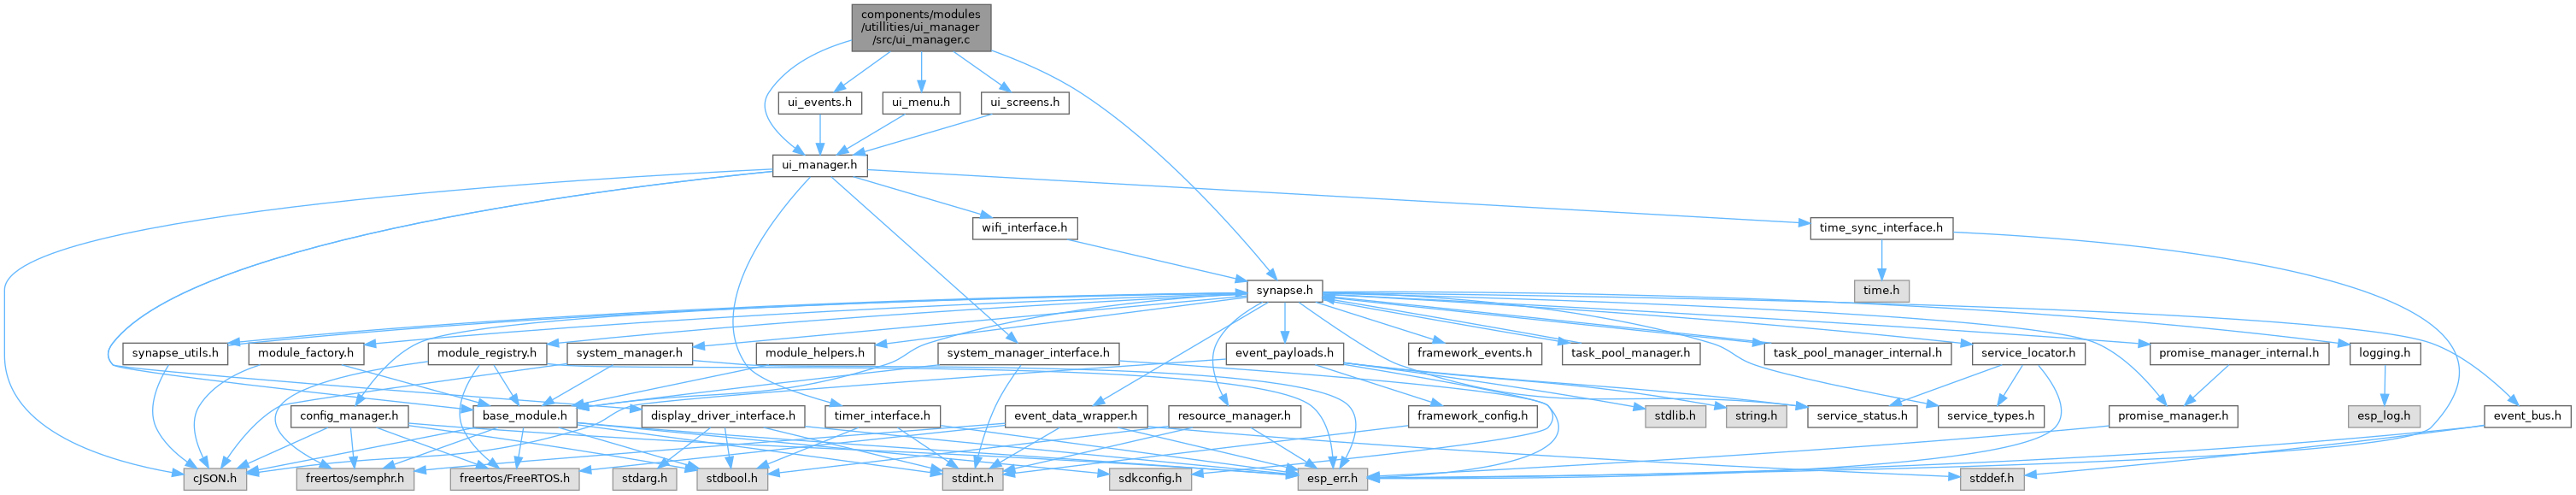 components/modules
/utillities/ui_manager
/src/ui_manager.c
ui_events.h
ui_menu.h
ui_screens.h
ui_manager.h
wifi_interface.h
time_sync_interface.h
synapse.h
time.h
synapse_utils.h
module_factory.h
module_registry.h
system_manager.h
module_helpers.h
system_manager_interface.h
event_payloads.h
framework_events.h
task_pool_manager.h
task_pool_manager_internal.h
service_locator.h
promise_manager_internal.h
logging.h
config_manager.h
base_module.h
display_driver_interface.h
timer_interface.h
event_data_wrapper.h
resource_manager.h
framework_config.h
stdlib.h
string.h
service_status.h
service_types.h
promise_manager.h
esp_log.h
event_bus.h
cJSON.h
freertos/semphr.h
freertos/FreeRTOS.h
stdarg.h
stdbool.h
stdint.h
sdkconfig.h
esp_err.h
stddef.h